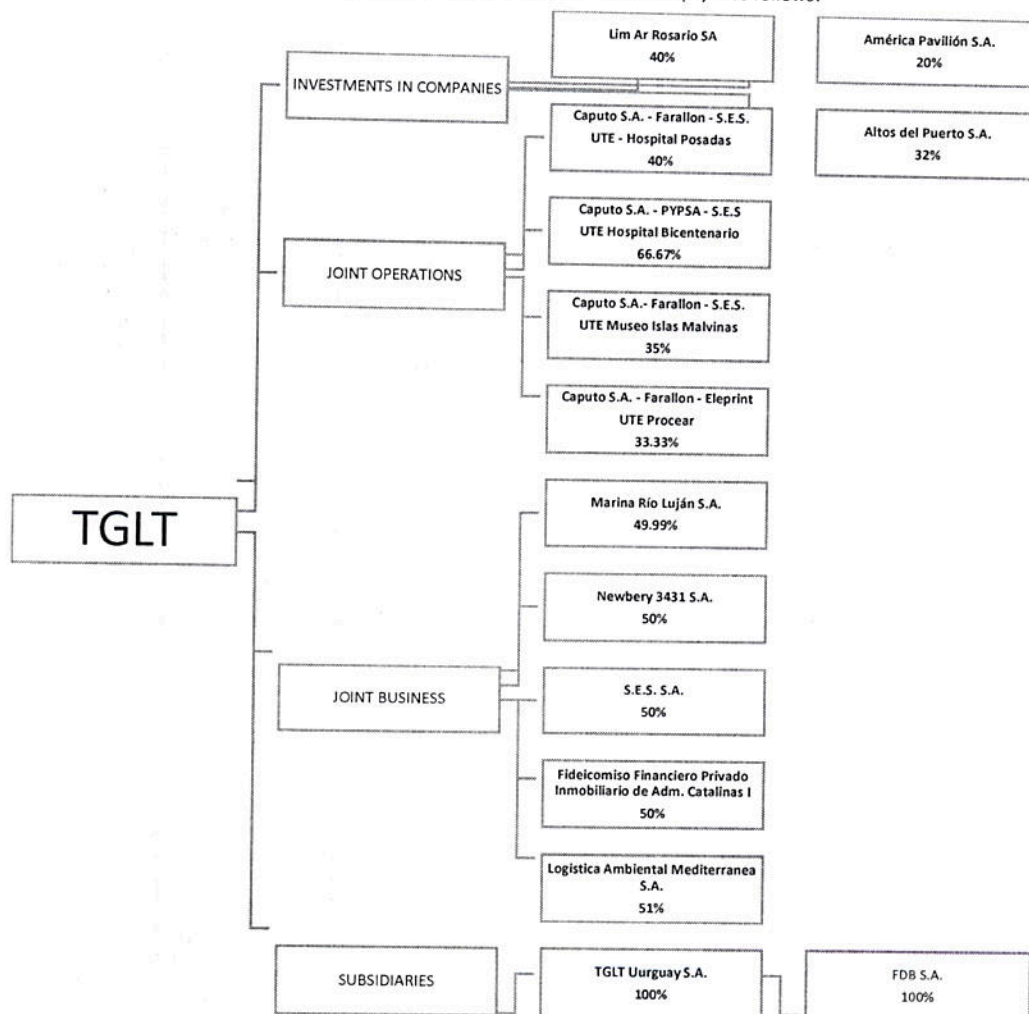 Lim Ar Rosario SA
40%
América Pavilión S.A.
20%
INVESTMENTS IN COMPANIES
Caputo S.A. - Farallon - S.E.S.
UTE - Hospital Posadas
40%
Altos del Puerto S.A.
32%
Caputo S.A. - PYPSA - S.E.S
UTE Hospital Bicentenario
66.67%
JOINT OPERATIONS
Caputo S.A.- Farallon - S.E.S.
UTE Museo Islas Malvinas
35%
Caputo S.A. - Farallon - Eleprint
UTE Procear
33.33%
TGLT
Marina Río Luján S.A.
49.99%
Newbery 3431 S.A.
50%
JOINT BUSINESS
S.E.S. S.A.
50%
Fideicomiso Financiero Privado
Inmobiliario de Adm. Catalinas I
50%
Logística Ambiental Mediterranea
S.A.
51%
SUBSIDIARIES
TGLT Uurguay S.A.
100%
FDB S.A.
100%